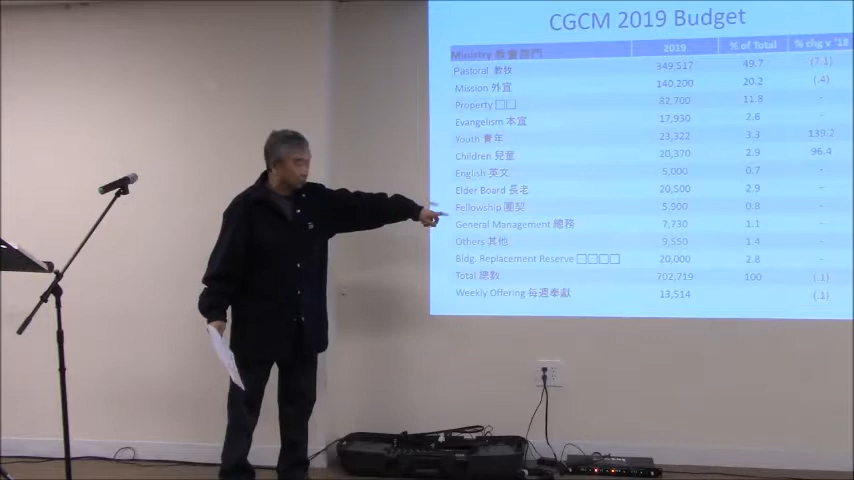 CGCM 2019 Budget
Ministry 教會部門 2019 % of Total % chg v '18
Pastoral 教牧 349,517 49.7 (7.1)
Mission 外宣 140,200 20.2 (.4)
Property □□ 82,700 11.8 -
Evangelism 本宣 17,930 2.6 -
Youth 青年 23,322 3.3 139.2
Children 兒童 20,370 2.9 96.4
English 英文 5,000 0.7 -
Elder Board 長老 20,500 2.9 -
Fellowship 團契 5,900 0.8 -
General Management 總務 7,730 1.1 -
Others 其他 9,550 1.4 -
Bldg. Replacement Reserve □□□□ 20,000 2.8 -
Total 總數 702,719 100 (.1)
Weekly Offering 每週奉獻 13,514 (.1)